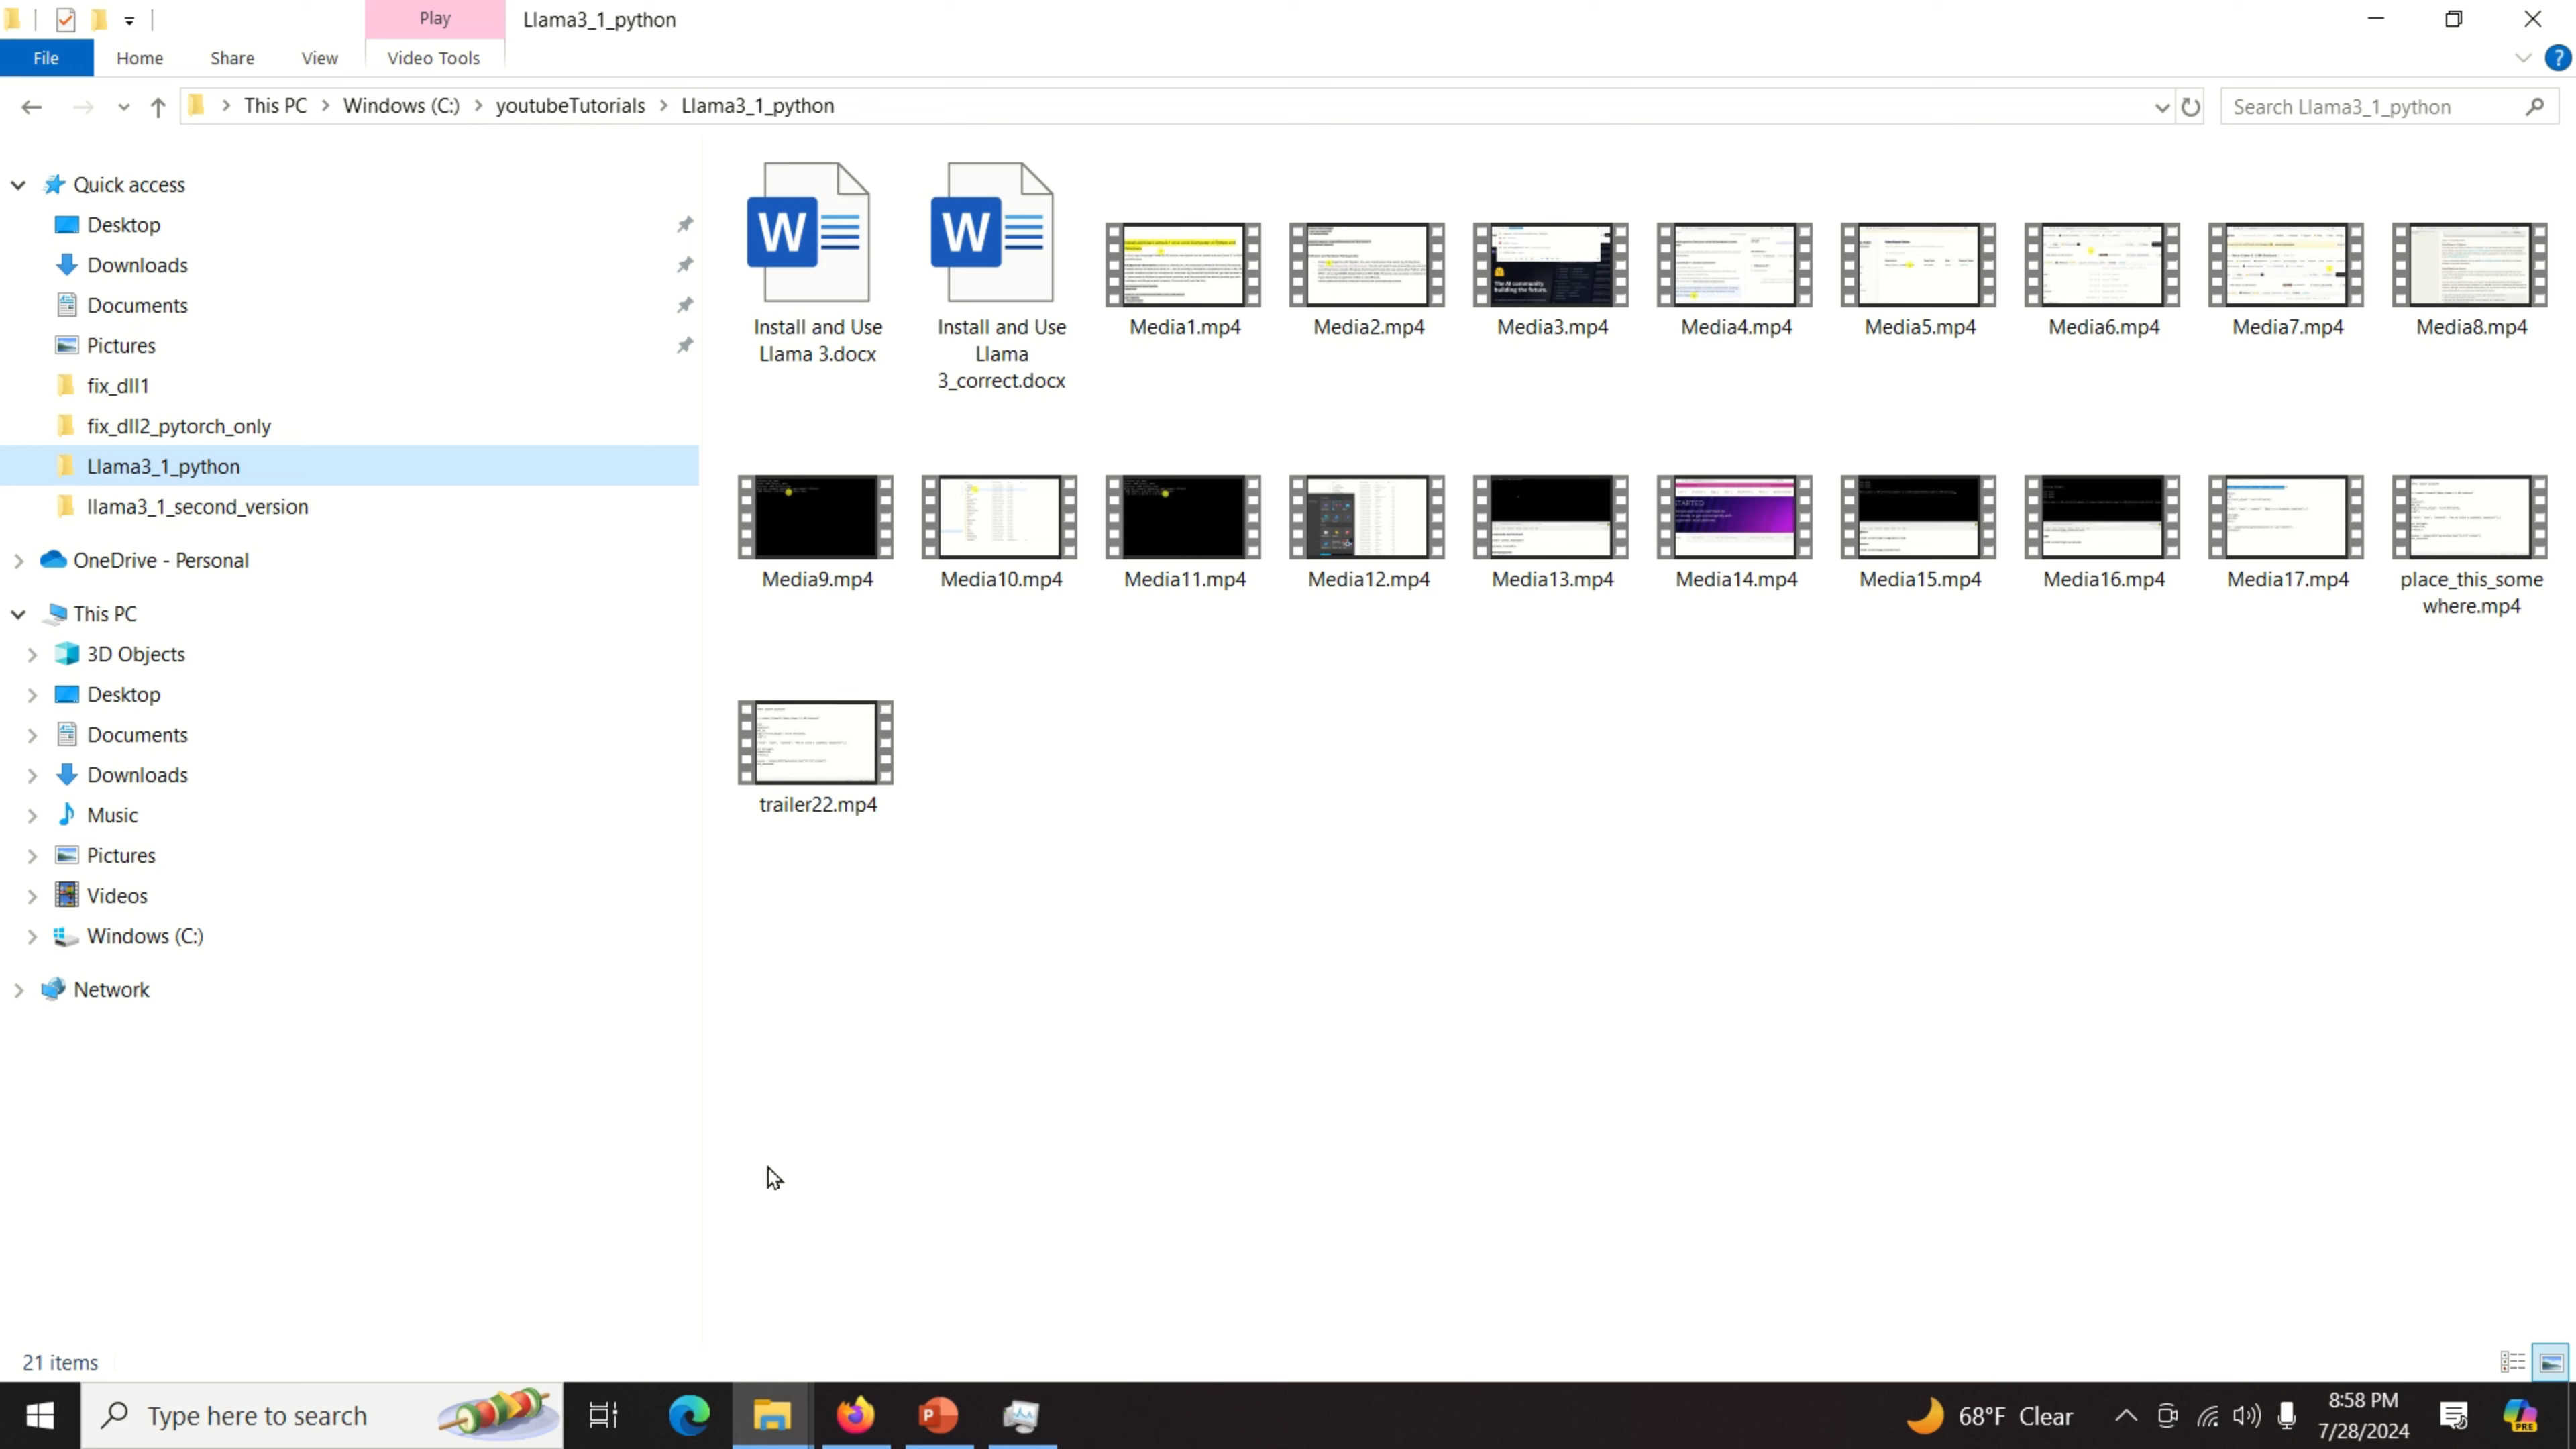 Play
Llama3_1_python
File
Home
Share
View
Video Tools
This PC
Windows (C:)
youtubeTutorials
Llama3_1_python
Search Llama3_1_python
Quick access
Desktop
Downloads
Documents
Pictures
fix_dll1
fix_dll2_pytorch_only
Llama3_1_python
llama3_1_second_version
OneDrive - Personal
This PC
3D Objects
Desktop
Documents
Downloads
Music
Pictures
Videos
Windows (C:)
Network
Install and Use
Llama 3.docx
Install and Use
Llama
3_correct.docx
Media1.mp4
Media2.mp4
Media3.mp4
Media4.mp4
Media5.mp4
Media6.mp4
Media7.mp4
Media8.mp4
Media9.mp4
Media10.mp4
Media11.mp4
Media12.mp4
Media13.mp4
Media14.mp4
Media15.mp4
Media16.mp4
Media17.mp4
place_this_some
where.mp4
trailer22.mp4
21 items
Type here to search
68°F Clear
8:58 PM
7/28/2024